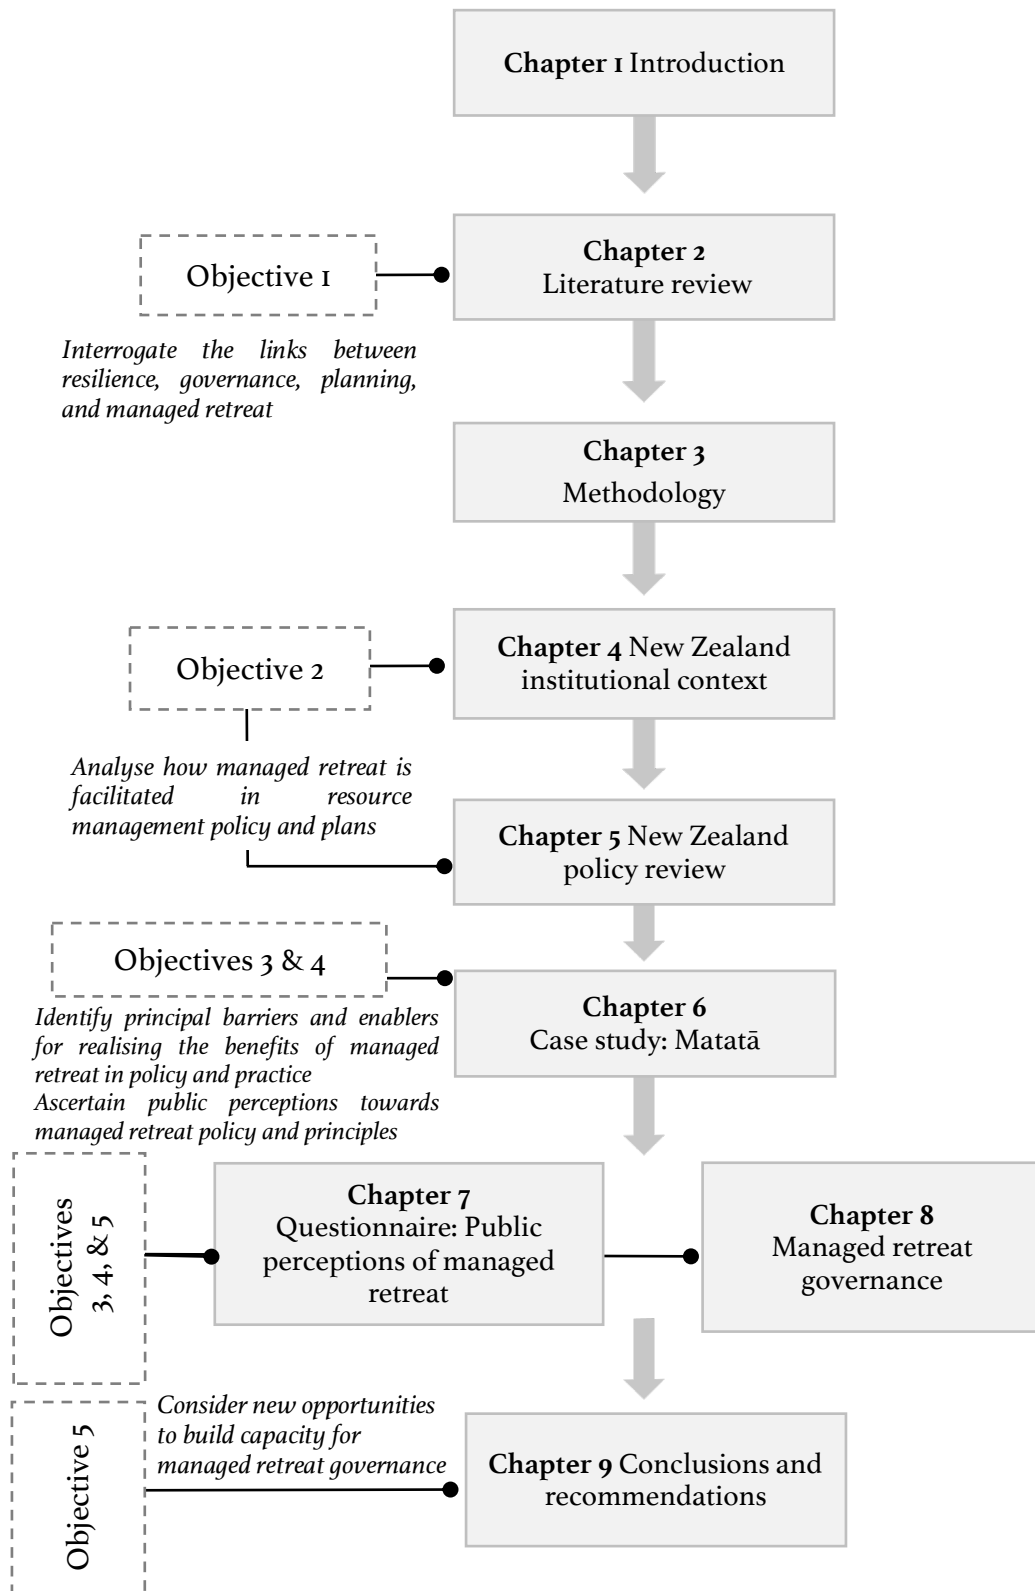 Chapter 1 Introduction
Chapter 2
Literature review
Objective 1
Interrogate the links between
resilience, governance, planning,
and managed retreat
Chapter 3
Methodology
Chapter 4 New Zealand
institutional context
Objective 2
Analyse how managed retreat is
facilitated in resource
management policy and plans
Chapter 5 New Zealand
policy review
Objectives 3 & 4
Identify principal barriers and enablers
for realising the benefits of managed
retreat in policy and practice
Ascertain public perceptions towards
managed retreat policy and principles
Chapter 6
Case study: Matatā
Objectives
3, 4, & 5
Chapter 7
Questionnaire: Public
perceptions of managed
retreat
Chapter 8
Managed retreat
governance
Objective 5
Consider new opportunities
to build capacity for
managed retreat governance
Chapter 9 Conclusions and
recommendations